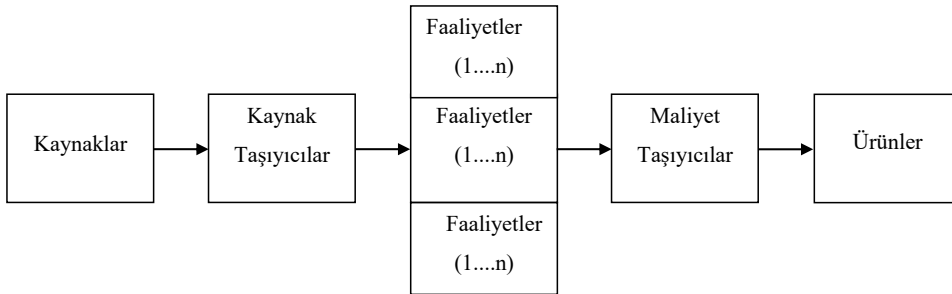 Kaynaklar
Kaynak
Taşıyıcılar
Faaliyetler
(1....n)
Faaliyetler
(1....n)
Faaliyetler
(1....n)
Maliyet
Taşıyıcılar
Ürünler